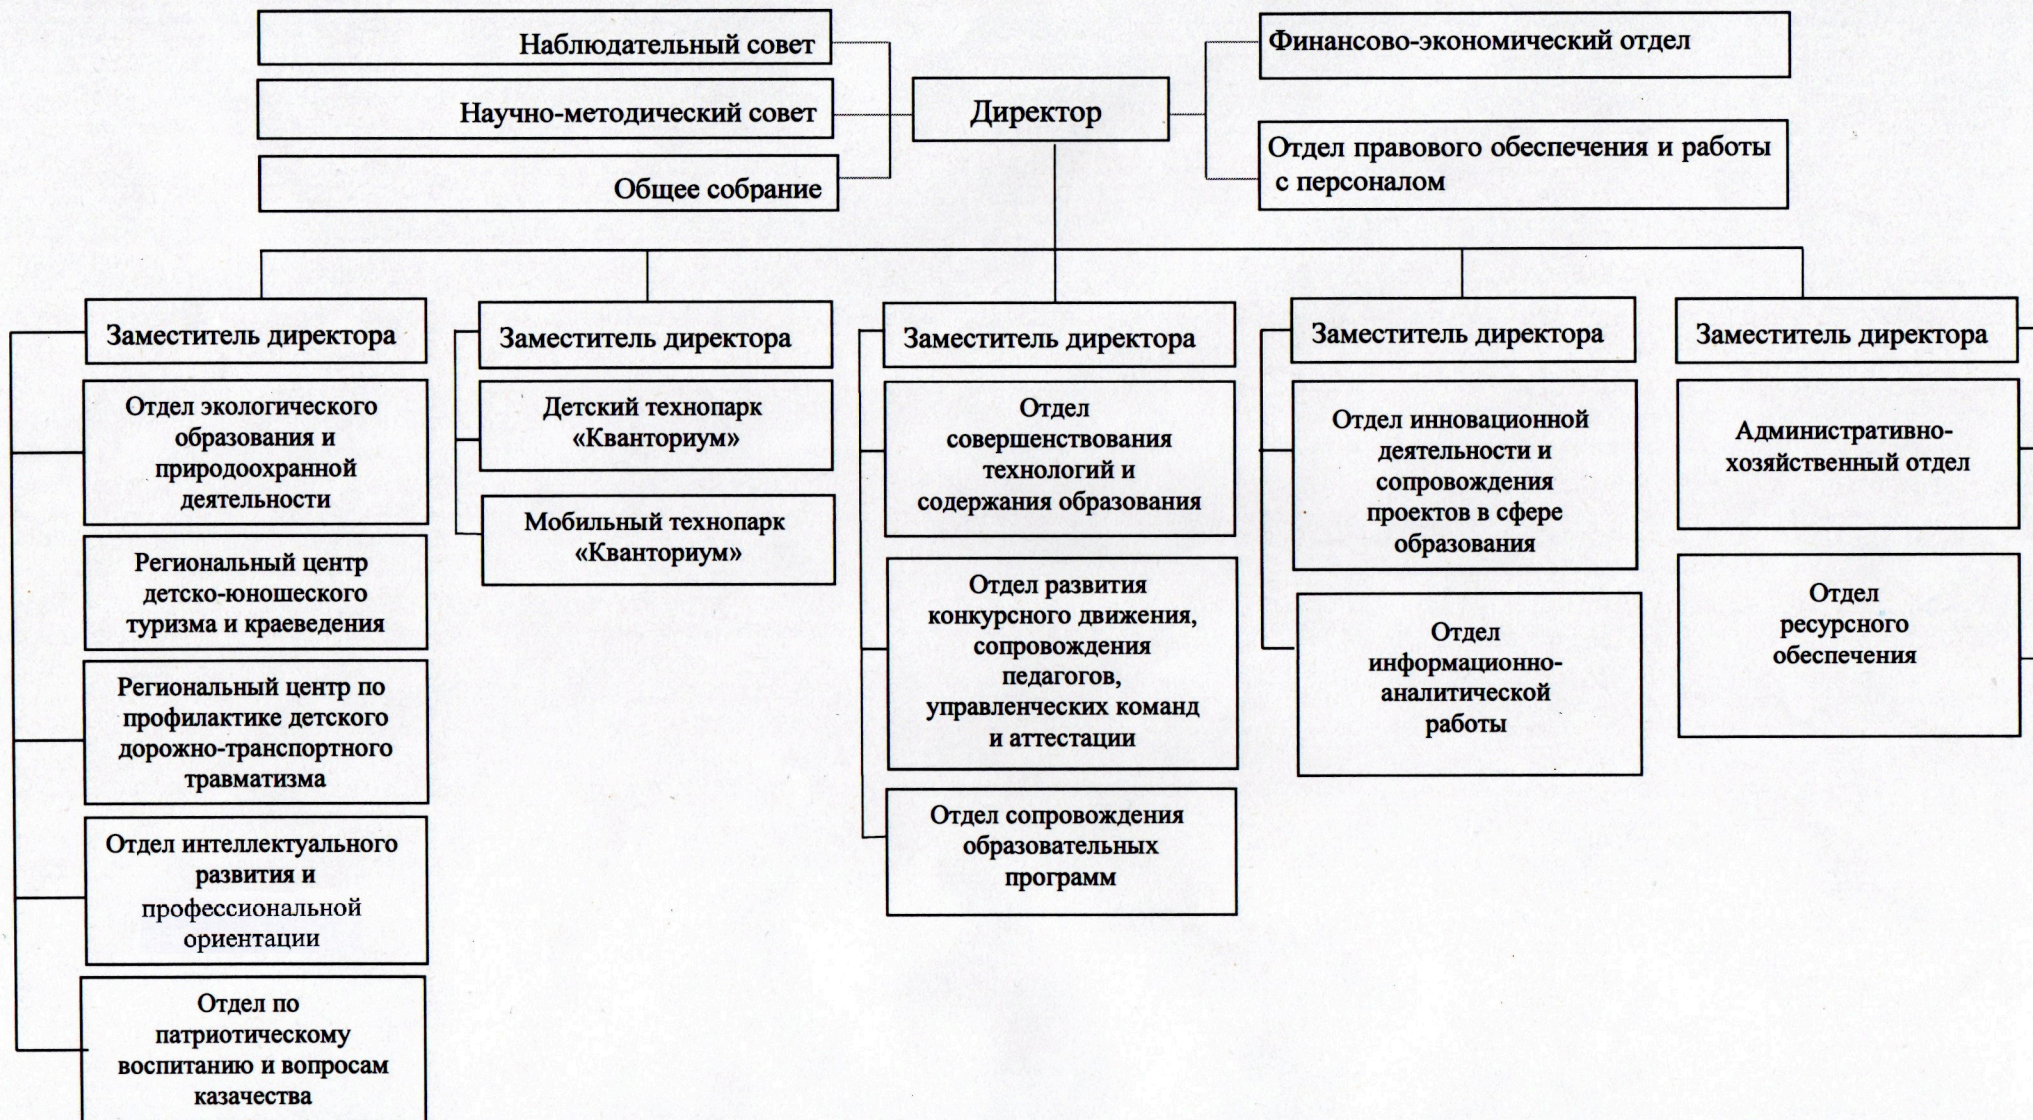 Наблюдательный совет
Научно-методический совет
Общее собрание
Директор
Финансово-экономический отдел
Отдел правового обеспечения и работы
с персоналом
Заместитель директора
Отдел экологического
образования и
природоохранной
деятельности
Региональный центр
детско-юношеского
туризма и краеведения
Региональный центр по
профилактике детского
дорожно-транспортного
травматизма
Отдел интеллектуального
развития и
профессиональной
ориентации
Отдел по
патриотическому
воспитанию и вопросам
казачества
Заместитель директора
Детский технопарк
«Кванториум»
Мобильный технопарк
«Кванториум»
Заместитель директора
Отдел
совершенствования
технологий и
содержания образования
Отдел развития
конкурсного движения,
сопровождения
педагогов,
управленческих команд
и аттестации
Отдел сопровождения
образовательных
программ
Заместитель директора
Отдел инновационной
деятельности и
сопровождения
проектов в сфере
образования
Отдел
информационно-
аналитической
работы
Заместитель директора
Административно-
хозяйственный отдел
Отдел
ресурсного
обеспечения